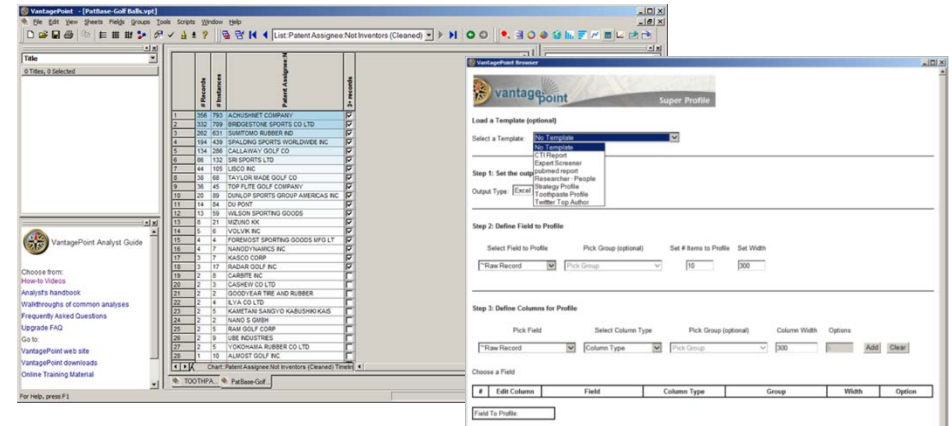 VantagePoint - [PatBase-Golf Balls.vpt]
File Edit View Sheets Fields Groups Tools Scripts Window Help
List: Patent Assignee:Not Inventors (Cleaned)
Title
0 Titles, 0 Selected
# Records # Instances Patent Assignee:N 3+ records
1 356 793 ACHUSHNET COMPANY
2 332 709 BRIDGESTONE SPORTS CO LTD
3 262 631 SUMITOMO RUBBER IND
4 194 439 SPALDING SPORTS WORLDWIDE INC
5 134 286 CALLAWAY GOLF CO
6 86 132 SRI SPORTS LTD
7 44 105 LISCO INC
8 38 68 TAYLOR MADE GOLF CO
9 36 45 TOP FLITE GOLF COMPANY
10 20 89 DUNLOP SPORTS GROUP AMERICAS INC
11 14 84 DU PONT
12 13 59 WILSON SPORTING GOODS
13 8 21 MIZUNO KK
14 5 6 VOLVIK INC
15 4 4 FOREMOST SPORTING GOODS MFG LT
16 4 7 NANODYNAMICS INC
17 3 7 KASCO CORP
18 3 17 RADAR GOLF INC
19 2 8 CARBITE INC
20 2 3 CASHEW CO LTD
21 2 2 GOODYEAR TIRE AND RUBBER
22 2 4 ILYA CO LTD
23 2 5 KAMETANI SANGYO KABUSHIKI KAIS
24 2 2 NANO S GMBH
25 2 5 RAM GOLF CORP
26 2 9 UBE INDUSTRIES
27 2 5 YOKOHAMA RUBBER CO LTD
28 1 10 ALMOST GOLF INC
Chart: Patent Assignee:Not Inventors (Cleaned) Timelin
TOOTHPA... PatBase-Golf...
VantagePoint Analyst Guide
Choose from:
How-to Videos
Analyst's handbook
Walkthroughs of common analyses
Frequently Asked Questions
Upgrade FAQ
Go to:
VantagePoint web site
VantagePoint downloads
Online Training Material
For Help, press F1
VantagePoint Browser
vantagepoint
Super Profile
Load a Template (optional)
Select a Template: No Template
No Template
CTI Report
Expert Screener
pubmed report
Researcher - People
Strategy Profile
Toothpaste Profile
Twitter Top Author
Step 1: Set the outp
Output Type Excel
Step 2: Define Field to Profile
Select Field to Profile Pick Group (optional) Set # Items to Profile Set Width
~Raw Record Pick Group 10 300
Step 3: Define Columns for Profile
Pick Field Select Column Type Pick Group (optional) Column Width Options
~Raw Record Column Type Pick Group 300 Add Clear
Choose a Field
# Edit Column Field Column Type Group Width Option
Field To Profile: